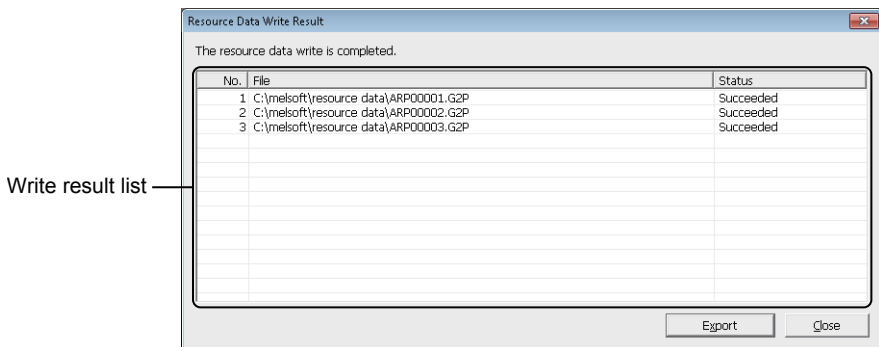 Resource Data Write Result
The resource data write is completed.
No. File Status
1 C:\melsoft\resource data\ARP00001.G2P Succeeded
2 C:\melsoft\resource data\ARP00002.G2P Succeeded
3 C:\melsoft\resource data\ARP00003.G2P Succeeded
Write result list
Export Close